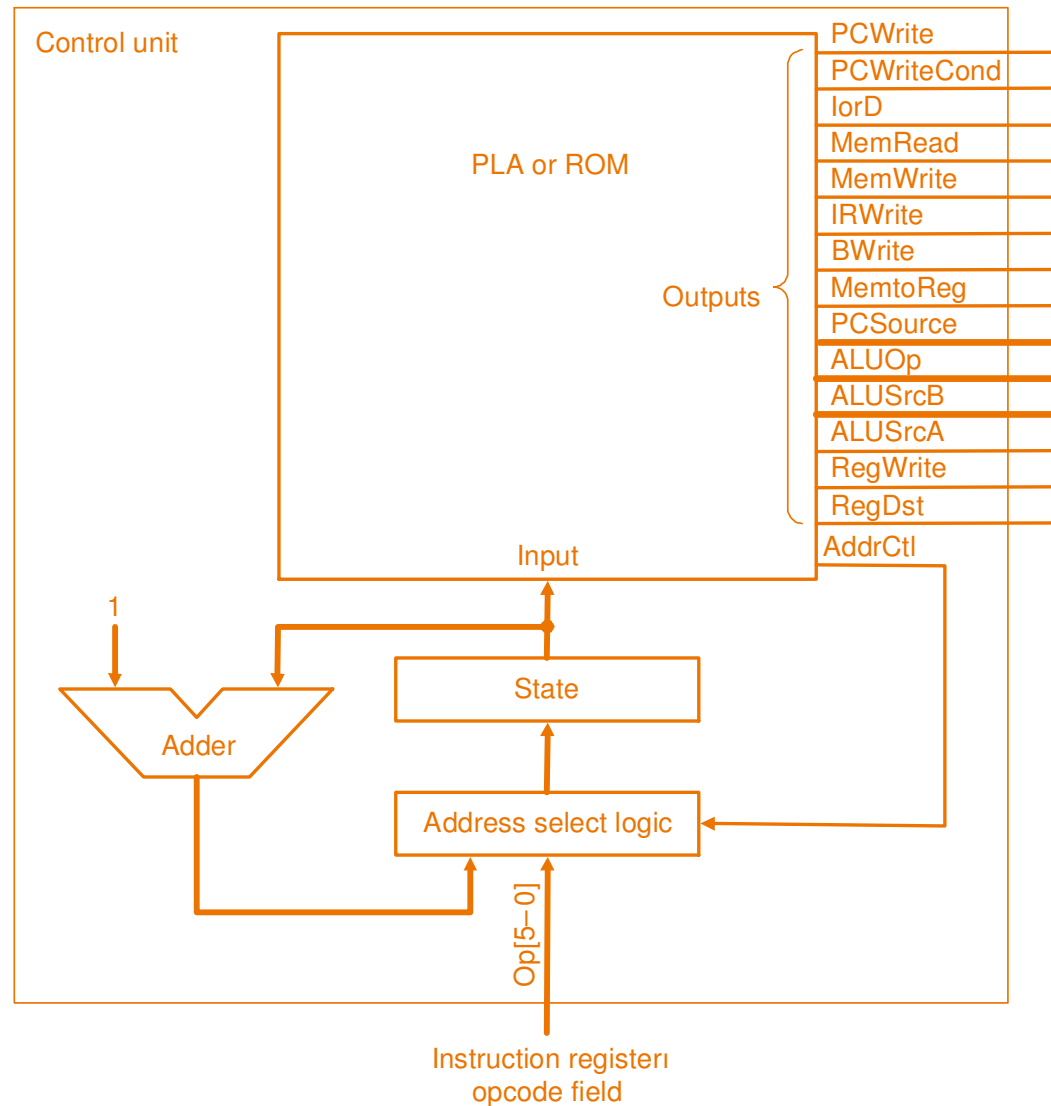 Control unit
PLA or ROM
Outputs
PCWrite
PCWriteCond
IorD
MemRead
MemWrite
IRWrite
BWrite
MemtoReg
PCSource
ALUOp
ALUSrcB
ALUSrcA
RegWrite
RegDst
AddrCtl
Input
1
State
Adder
Address select logic
Op[5–0]
Instruction registerı
opcode field